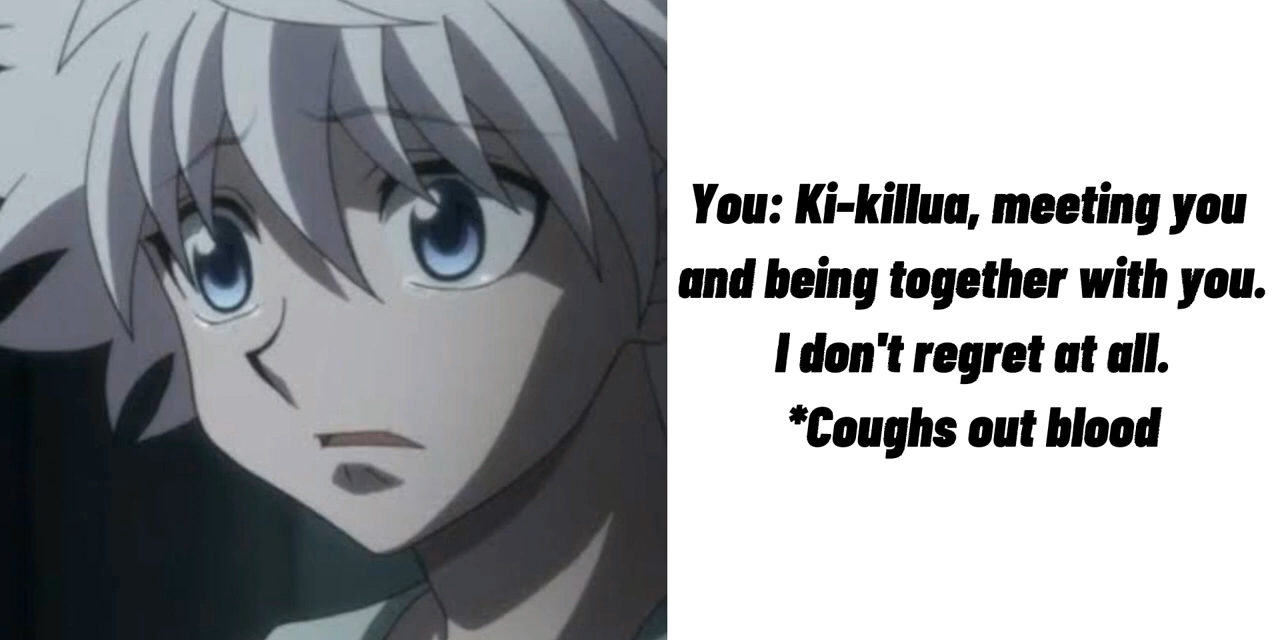 You: Ki-killua, meeting you
and being together with you.
I don't regret at all.
*Coughs out blood